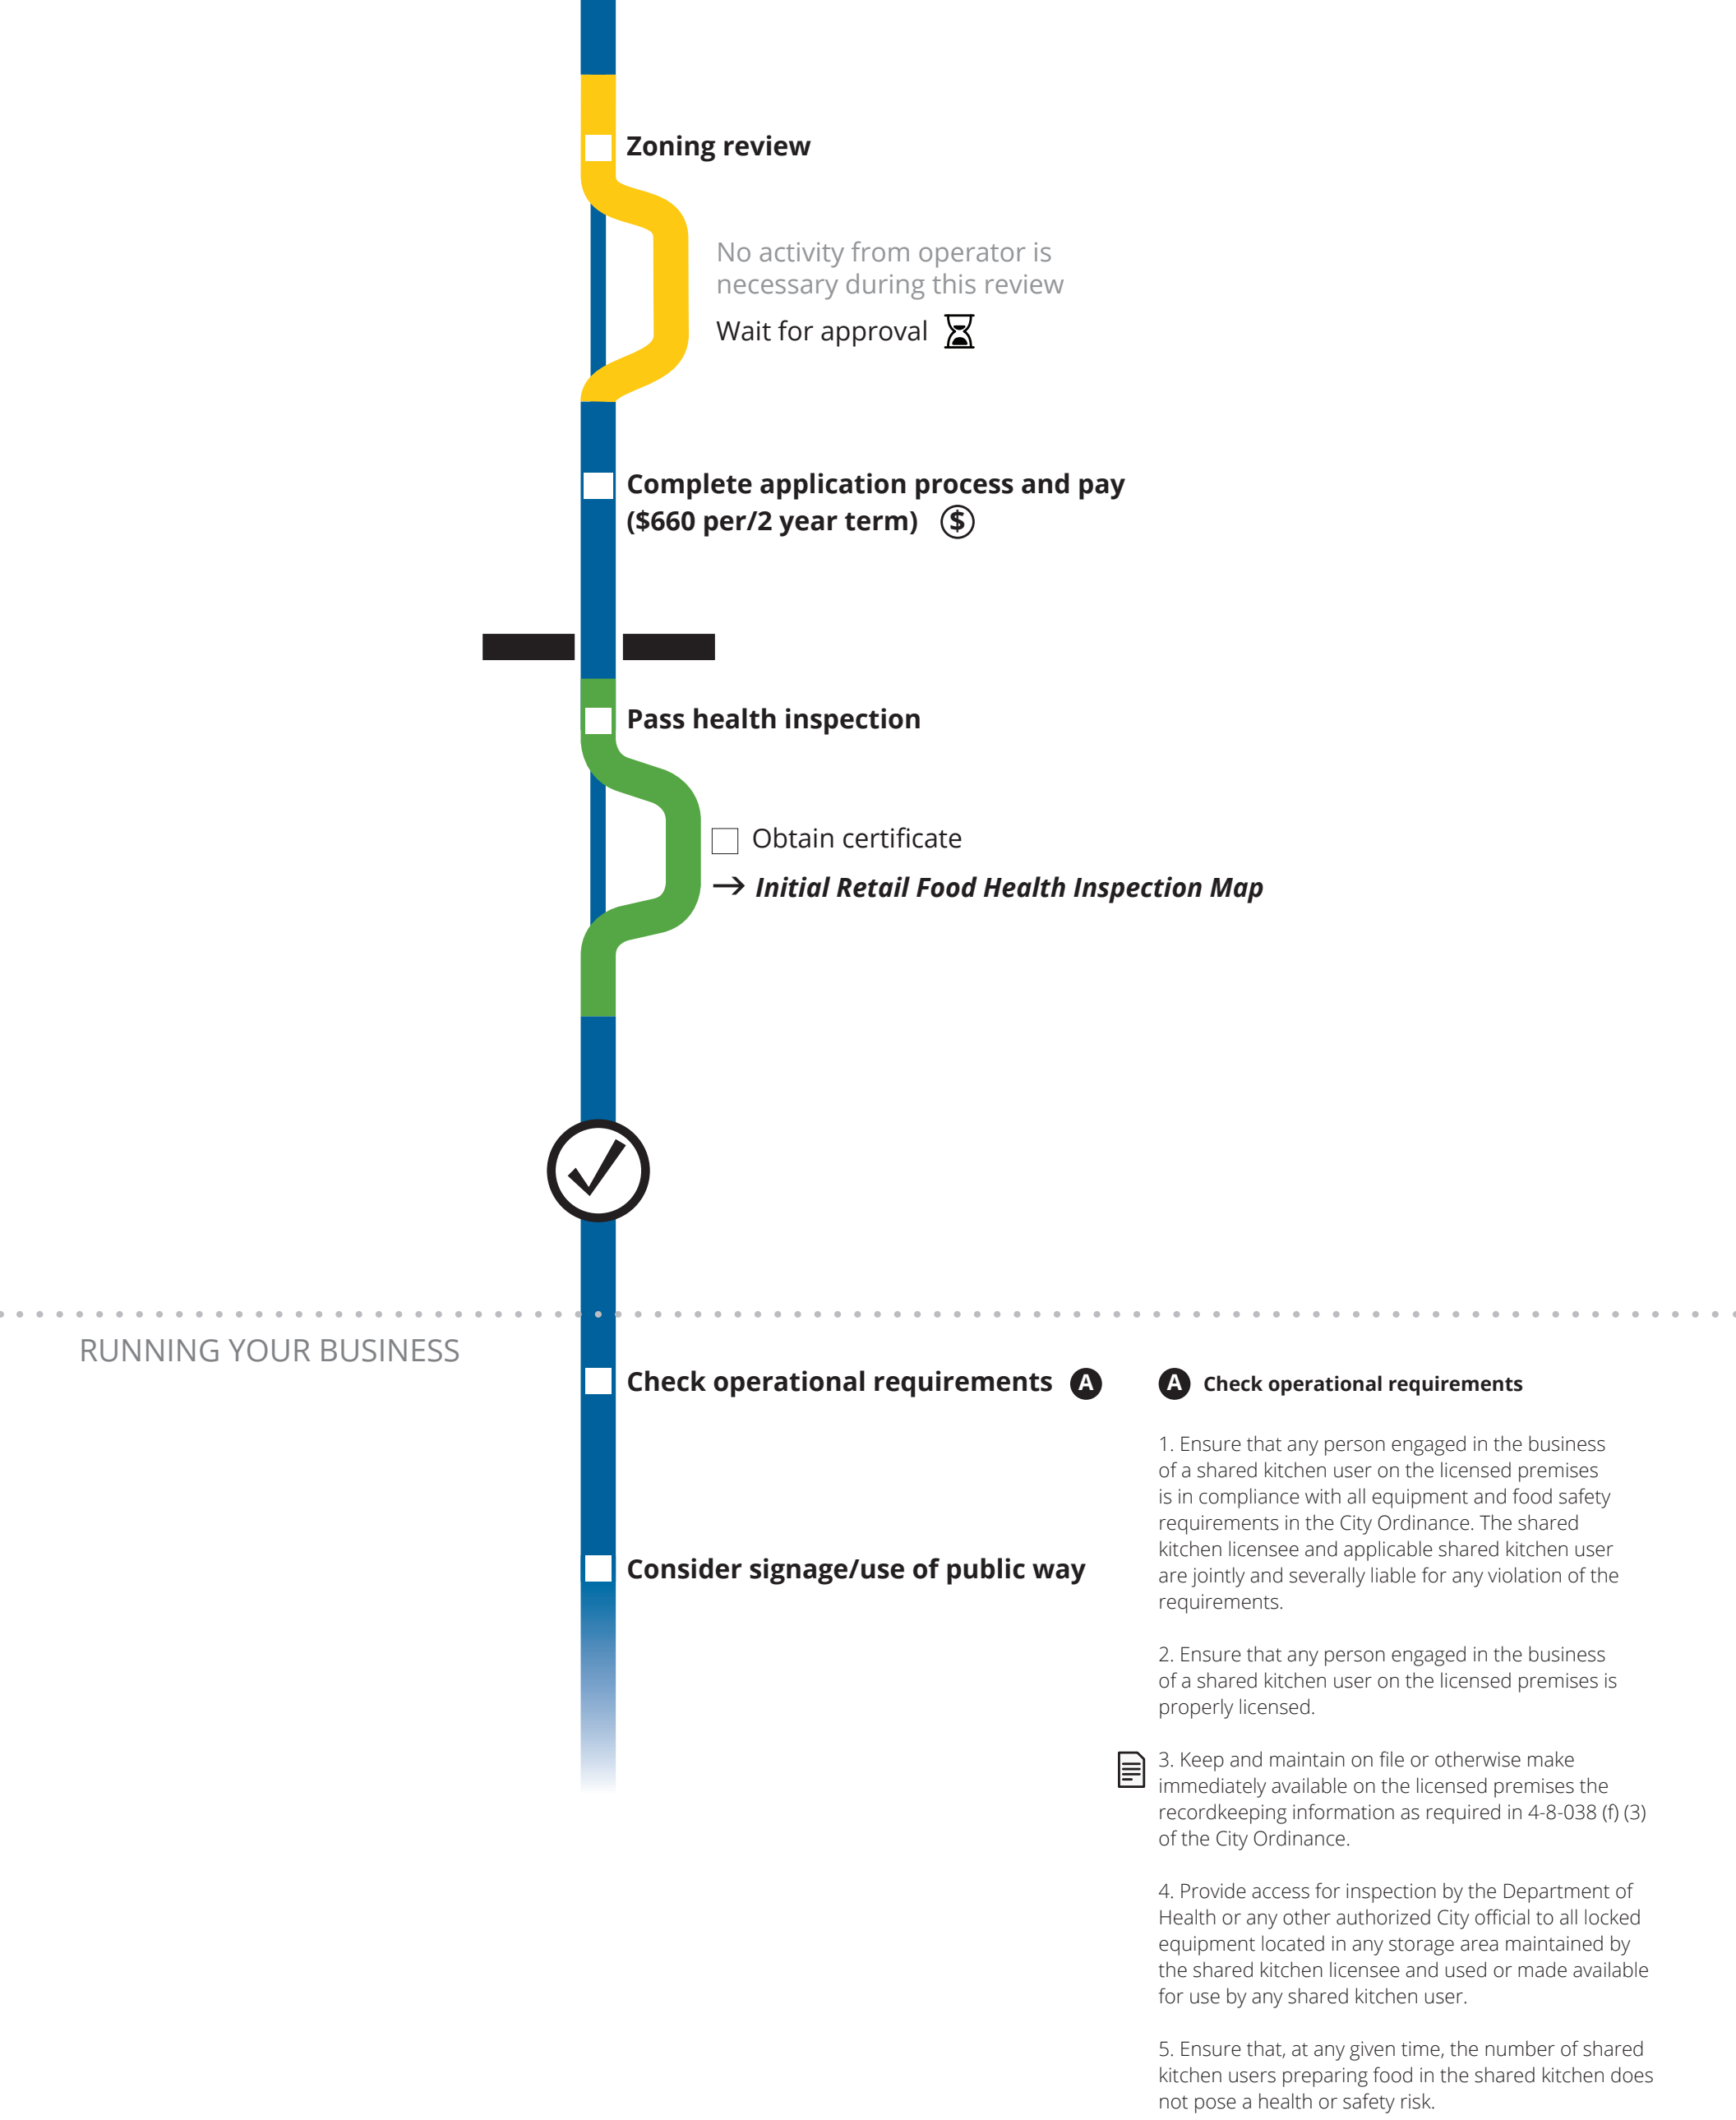 Zoning review
No activity from operator is
necessary during this review
Wait for approval
Complete application process and pay
($660 per/2 year term) $
Pass health inspection
Obtain certificate
→ Initial Retail Food Health Inspection Map
RUNNING YOUR BUSINESS
Check operational requirements A
Consider signage/use of public way
A Check operational requirements
1. Ensure that any person engaged in the business
of a shared kitchen user on the licensed premises
is in compliance with all equipment and food safety
requirements in the City Ordinance. The shared
kitchen licensee and applicable shared kitchen user
are jointly and severally liable for any violation of the
requirements.
2. Ensure that any person engaged in the business
of a shared kitchen user on the licensed premises is
properly licensed.
3. Keep and maintain on file or otherwise make
immediately available on the licensed premises the
recordkeeping information as required in 4-8-038 (f) (3)
of the City Ordinance.
4. Provide access for inspection by the Department of
Health or any other authorized City official to all locked
equipment located in any storage area maintained by
the shared kitchen licensee and used or made available
for use by any shared kitchen user.
5. Ensure that, at any given time, the number of shared
kitchen users preparing food in the shared kitchen does
not pose a health or safety risk.